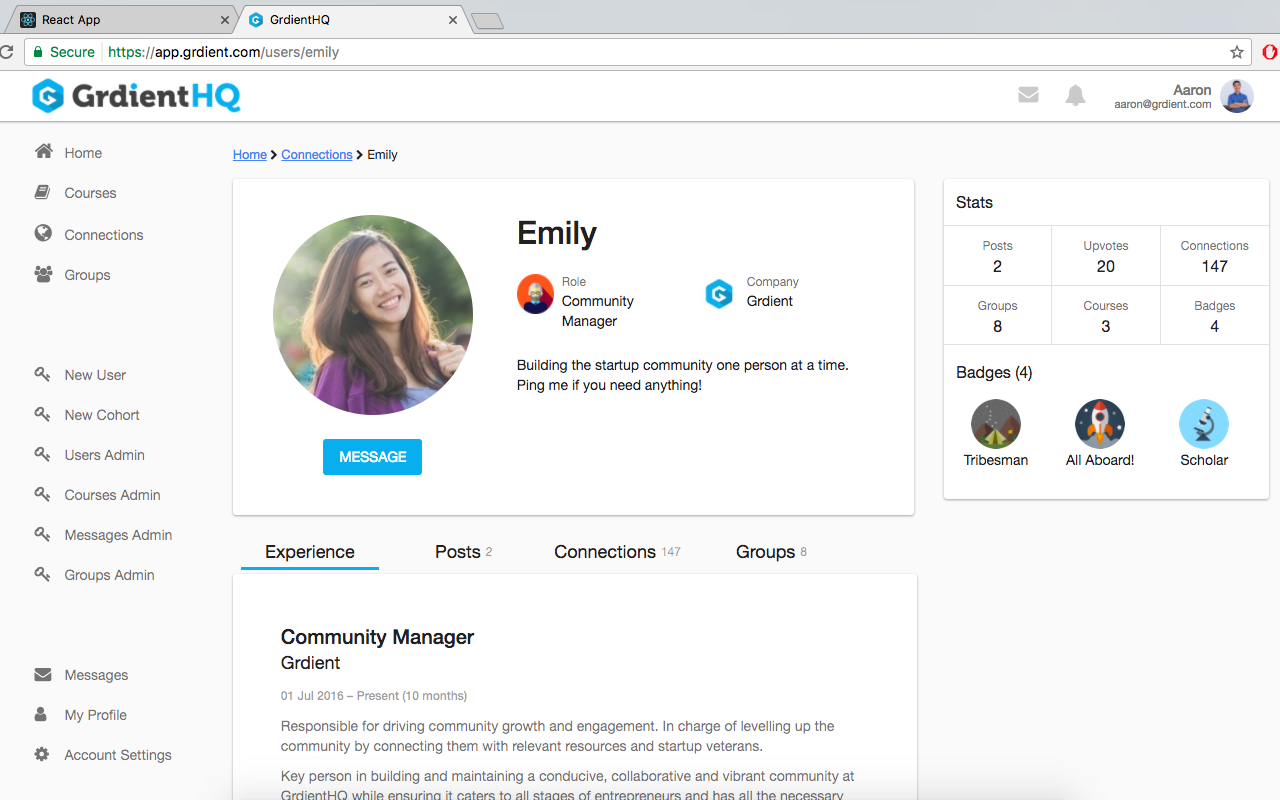 React App
GrdientHQ
Secure https://app.grdient.com/users/emily
GrdientHQ
Aaron
aaron@grdient.com
Home
Courses
Connections
Groups
New User
New Cohort
Users Admin
Courses Admin
Messages Admin
Groups Admin
Messages
My Profile
Account Settings
Home Connections Emily
Emily
Role
Community
Manager
Company
Grdient
Building the startup community one person at a time.
Ping me if you need anything!
MESSAGE
Stats
Posts Upvotes Connections
2 20 147
Groups Courses Badges
8 3 4
Badges (4)
Tribesman All Aboard! Scholar
Experience Posts 2 Connections 147 Groups 8
Community Manager
Grdient
01 Jul 2016 – Present (10 months)
Responsible for driving community growth and engagement. In charge of levelling up the
community by connecting them with relevant resources and startup veterans.
Key person in building and maintaining a conducive, collaborative and vibrant community at
GrdientHQ while ensuring it caters to all stages of entrepreneurs and has all the necessary